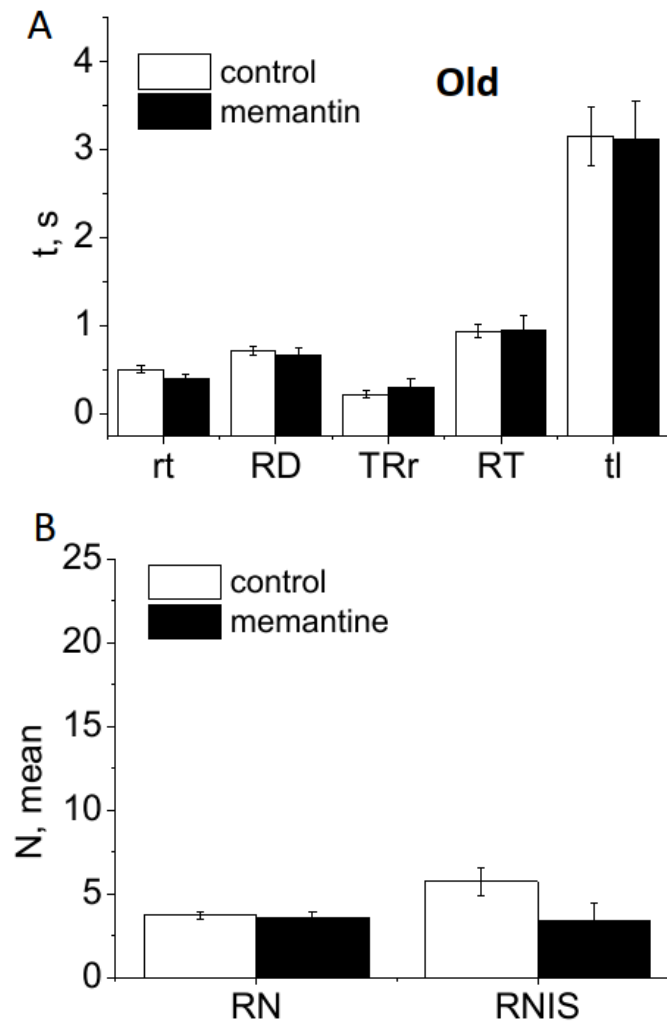 A
control
memantin
Old
4
3
2
1
0
t, s
rt RD TRr RT tl
B
control
memantine
25
20
15
10
5
0
N, mean
RN RNIS